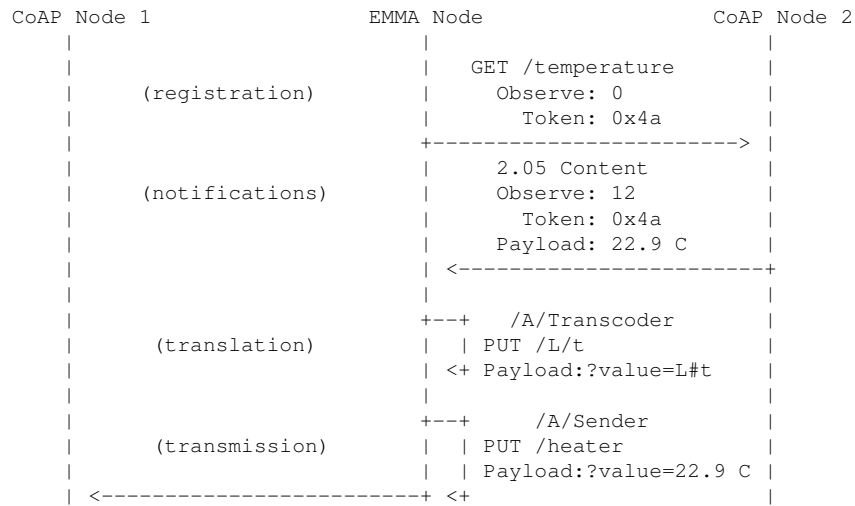 CoAP Node 1 EMMA Node CoAP Node 2
GET /temperature
(registration) Observe: 0
Token: 0x4a
2.05 Content
(notifications) Observe: 12
Token: 0x4a
Payload: 22.9 C
/A/Transcoder
(translation) PUT /L/t
Payload:?value=L#t
/A/Sender
(transmission) PUT /heater
Payload:?value=22.9 C